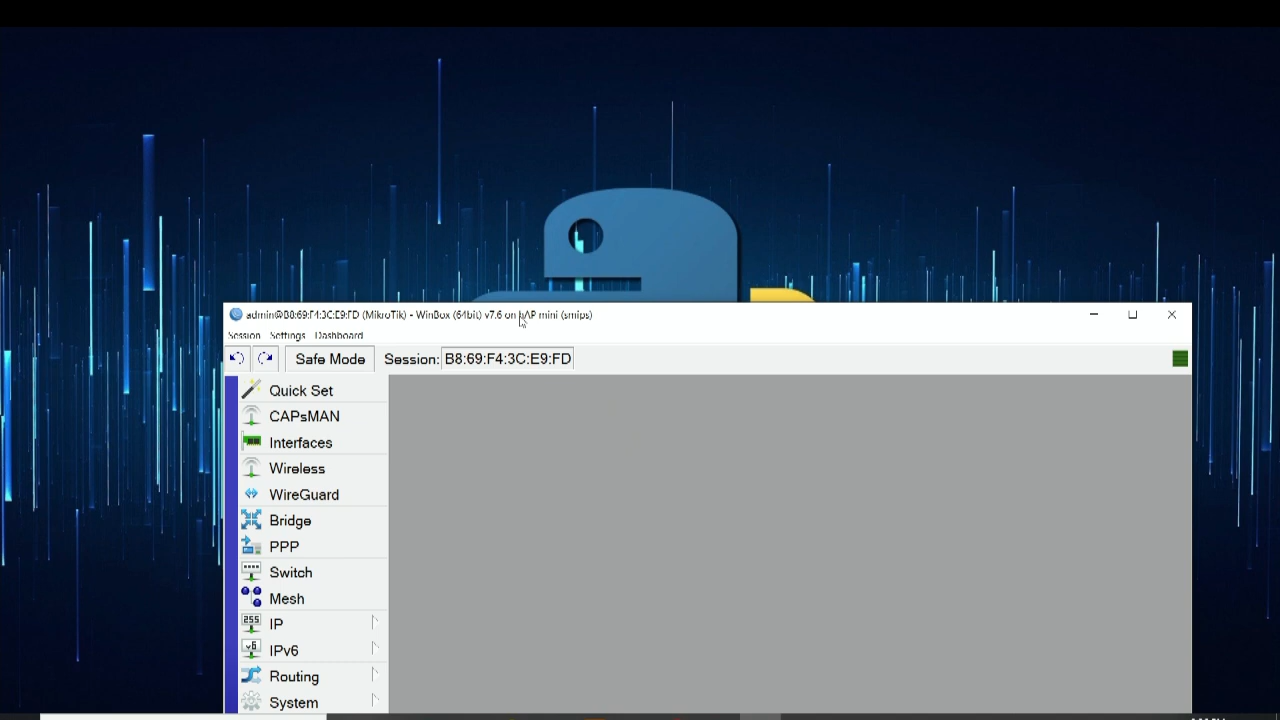 admin@B8:69:F4:3C:E9:FD (MikroTik) - WinBox (64bit) v7.6 on hAP mini (smips)
Session Settings Dashboard
Safe Mode Session: B8:69:F4:3C:E9:FD
Quick Set
CAPsMAN
Interfaces
Wireless
WireGuard
Bridge
PPP
Switch
Mesh
255 IP
v6 IPv6
Routing
System